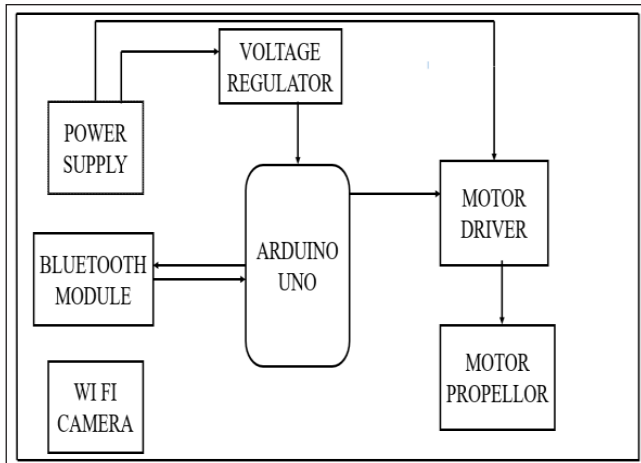 VOLTAGE
REGULATOR
POWER
SUPPLY
MOTOR
DRIVER
ARDUINO
UNO
BLUETOOTH
MODULE
MOTOR
PROPELLOR
WI FI
CAMERA